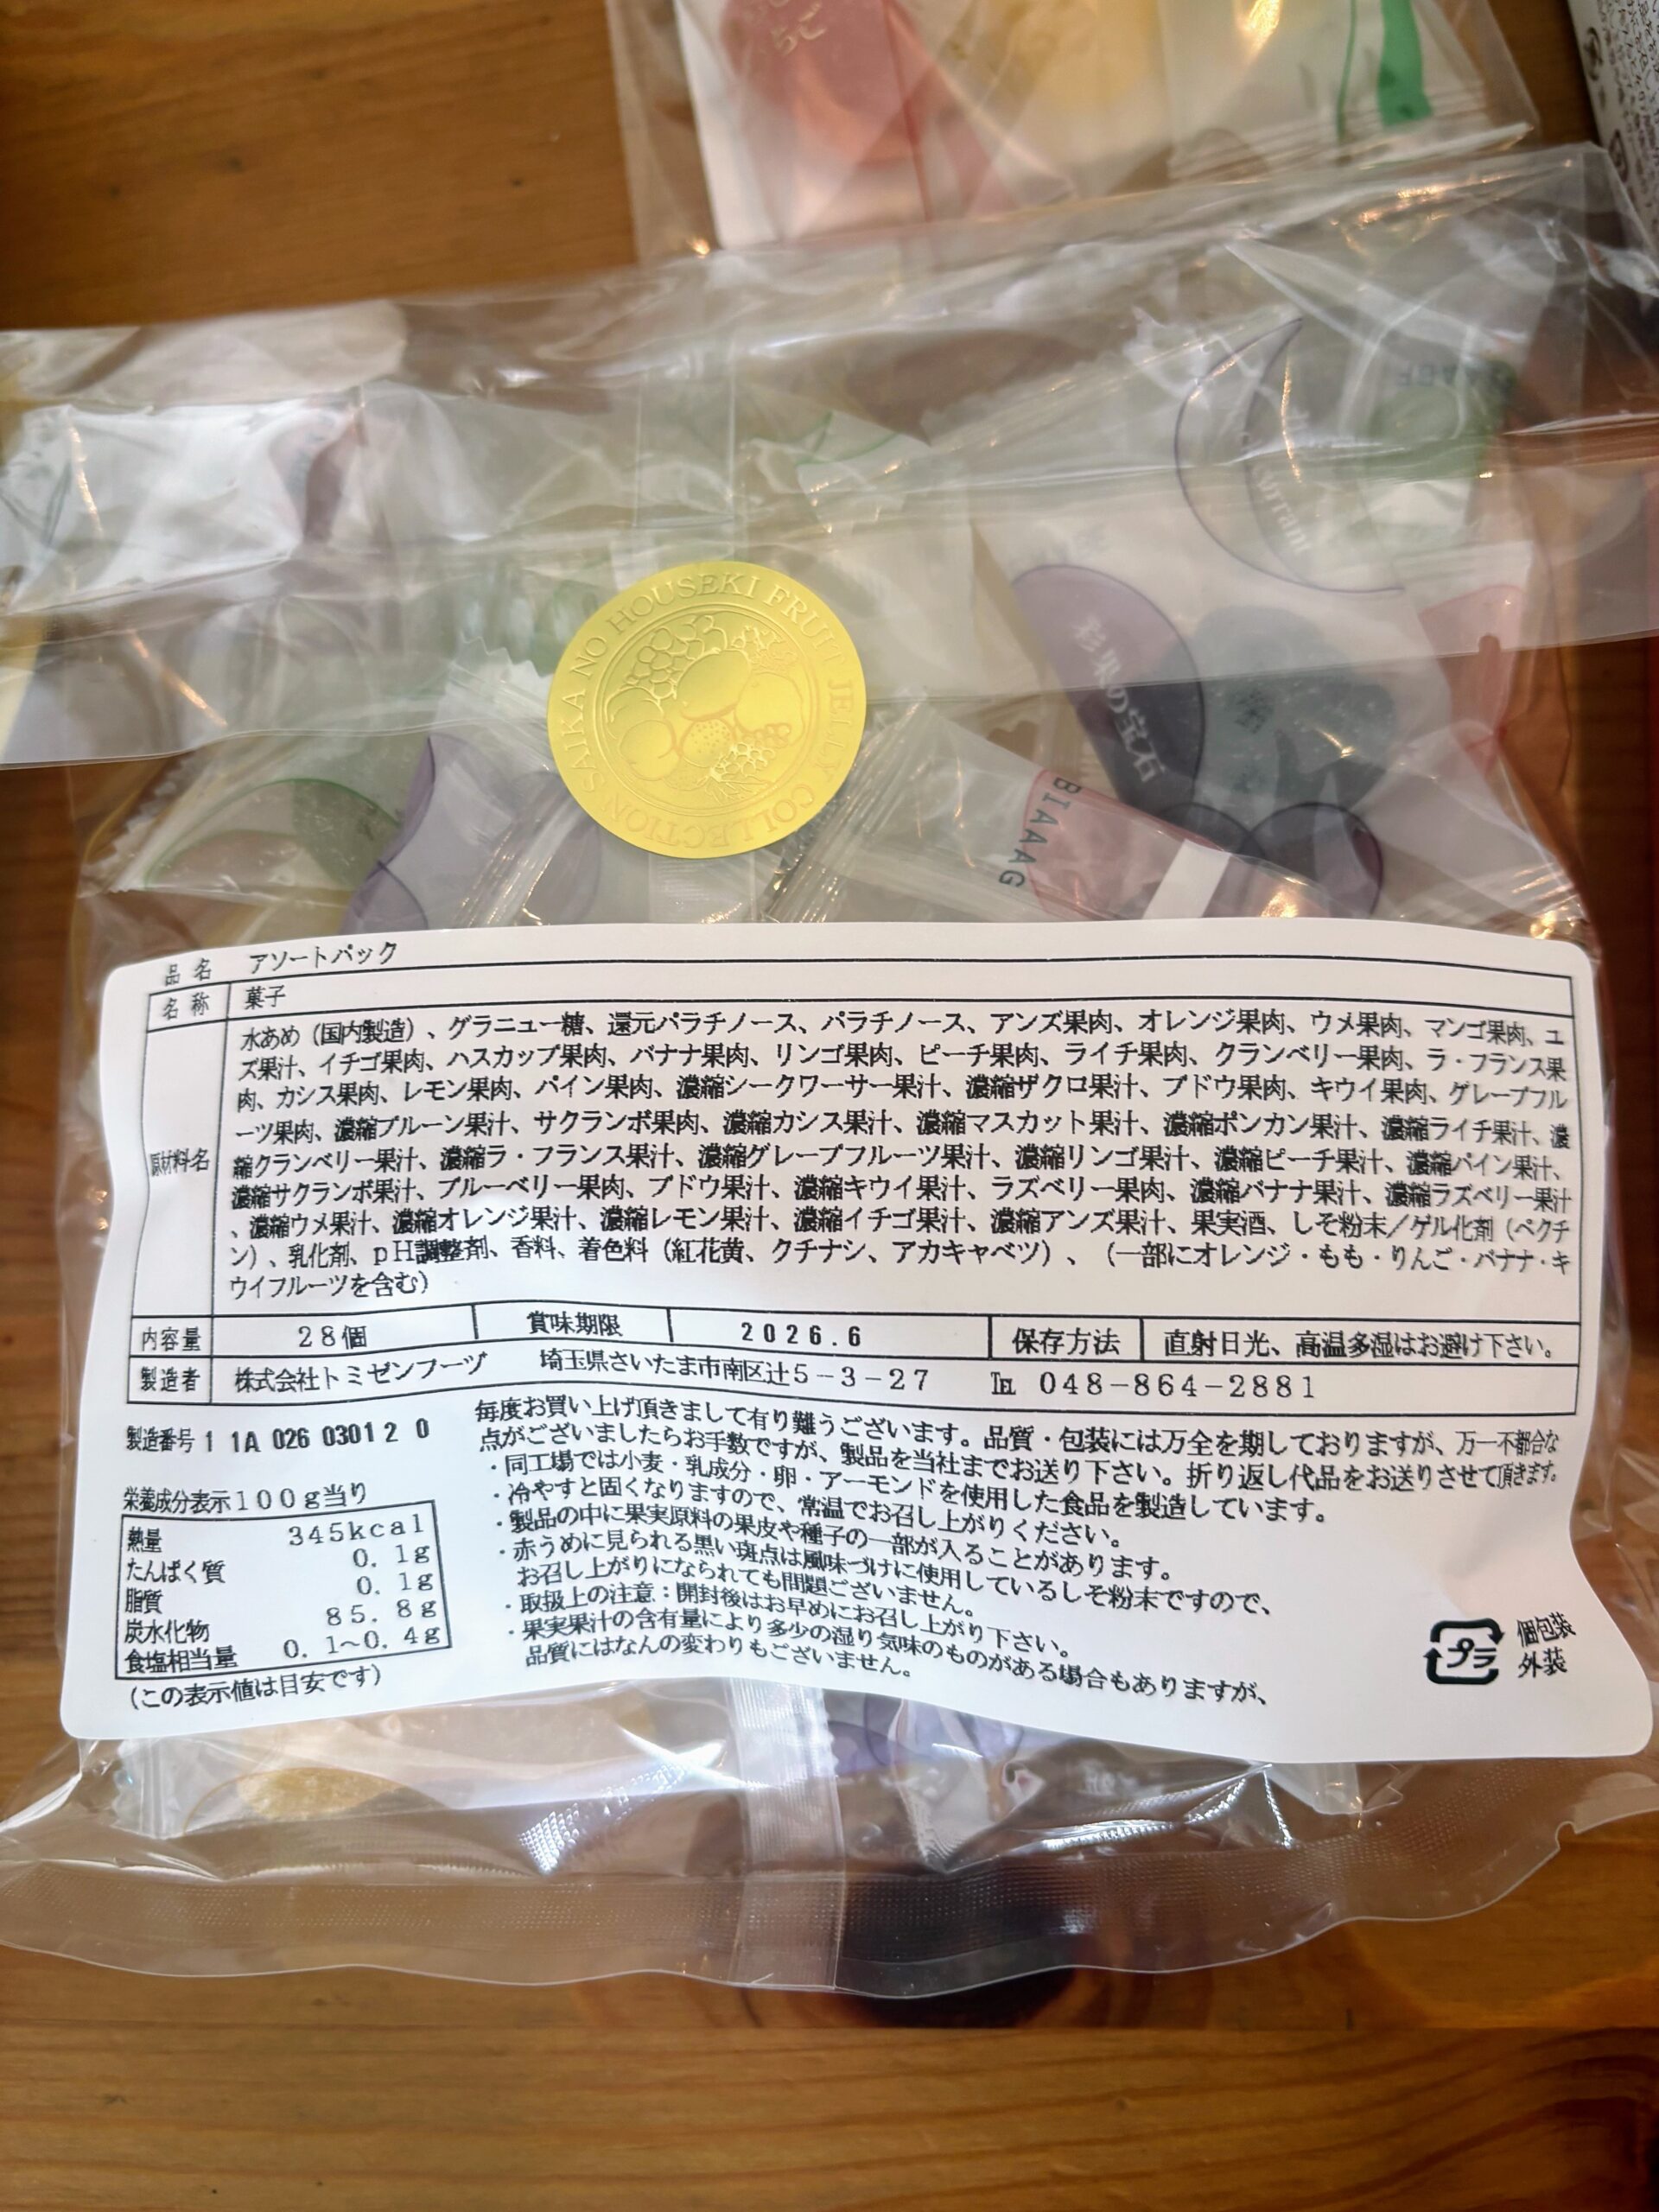 SAIKA NO HOUSEKI FRUIT JELLY COLLECTION
彩果の宝石
品名 アソートパック
名称 菓子
原材料名
水あめ（国内製造）、グラニュー糖、還元パラチノース、パラチノース、アンズ果肉、オレンジ果肉、ウメ果肉、マンゴ果肉、ユ
ズ果汁、イチゴ果肉、ハスカップ果肉、バナナ果肉、リンゴ果肉、ピーチ果肉、ライチ果肉、クランベリー果肉、ラ・フランス果
肉、カシス果肉、レモン果肉、パイン果肉、濃縮シークワーサー果汁、濃縮ザクロ果汁、ブドウ果肉、キウイ果肉、グレープフル
ーツ果肉、濃縮プルーン果汁、サクランボ果肉、濃縮カシス果汁、濃縮マスカット果汁、濃縮ポンカン果汁、濃縮ライチ果汁、濃
縮クランベリー果汁、濃縮ラ・フランス果汁、濃縮グレープフルーツ果汁、濃縮リンゴ果汁、濃縮ピーチ果汁、濃縮パイン果汁、
濃縮サクランボ果汁、ブルーベリー果肉、ブドウ果汁、濃縮キウイ果汁、ラズベリー果肉、濃縮バナナ果汁、濃縮ラズベリー果汁
、濃縮ウメ果汁、濃縮オレンジ果汁、濃縮レモン果汁、濃縮イチゴ果汁、濃縮アンズ果汁、果実酒、しそ粉末／ゲル化剤（ペクチ
ン）、乳化剤、ｐＨ調整剤、香料、着色料（紅花黄、クチナシ、アカキャベツ）、（一部にオレンジ・もも・りんご・バナナ・キ
ウイフルーツを含む）
内容量 28個 賞味期限 2026.6 保存方法 直射日光、高温多湿はお避け下さい。
製造者 株式会社トミゼンフーヅ 埼玉県さいたま市南区辻5－3－27 ℡ 048−864−2881
製造番号 1 1A 026 0301 2 0
毎度お買い上げ頂きまして有り難うございます。品質・包装には万全を期しておりますが、万一不都合な
点がございましたらお手数ですが、製品を当社までお送り下さい。折り返し代品をお送りさせて頂きます。
・同工場では小麦・乳成分・卵・アーモンドを使用した食品を製造しています。
・冷やすと固くなりますので、常温でお召し上がりください。
・製品の中に果実原料の果皮や種子の一部が入ることがあります。
・赤うめに見られる黒い斑点は風味づけに使用しているしそ粉末ですので、
お召し上がりになられても問題ございません。
・取扱上の注意：開封後はお早めにお召し上がり下さい。
・果実果汁の含有量により多少の湿り気味のものがある場合もありますが、
品質にはなんの変わりもございません。
栄養成分表示100g当り
熱量 345kcal
たんぱく質 0.1g
脂質 0.1g
炭水化物 85.8g
食塩相当量 0.1〜0.4g
（この表示値は目安です）
プラ
個包装
外装